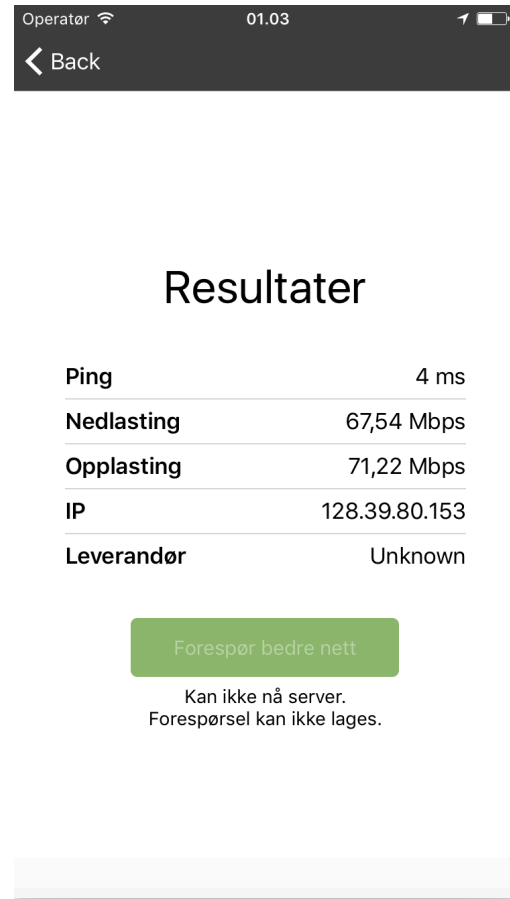 Operatør 01.03
Back
Resultater
Ping 4 ms
Nedlasting 67,54 Mbps
Opplasting 71,22 Mbps
IP 128.39.80.153
Leverandør Unknown
Forespør bedre nett
Kan ikke nå server.
Forespørsel kan ikke lages.